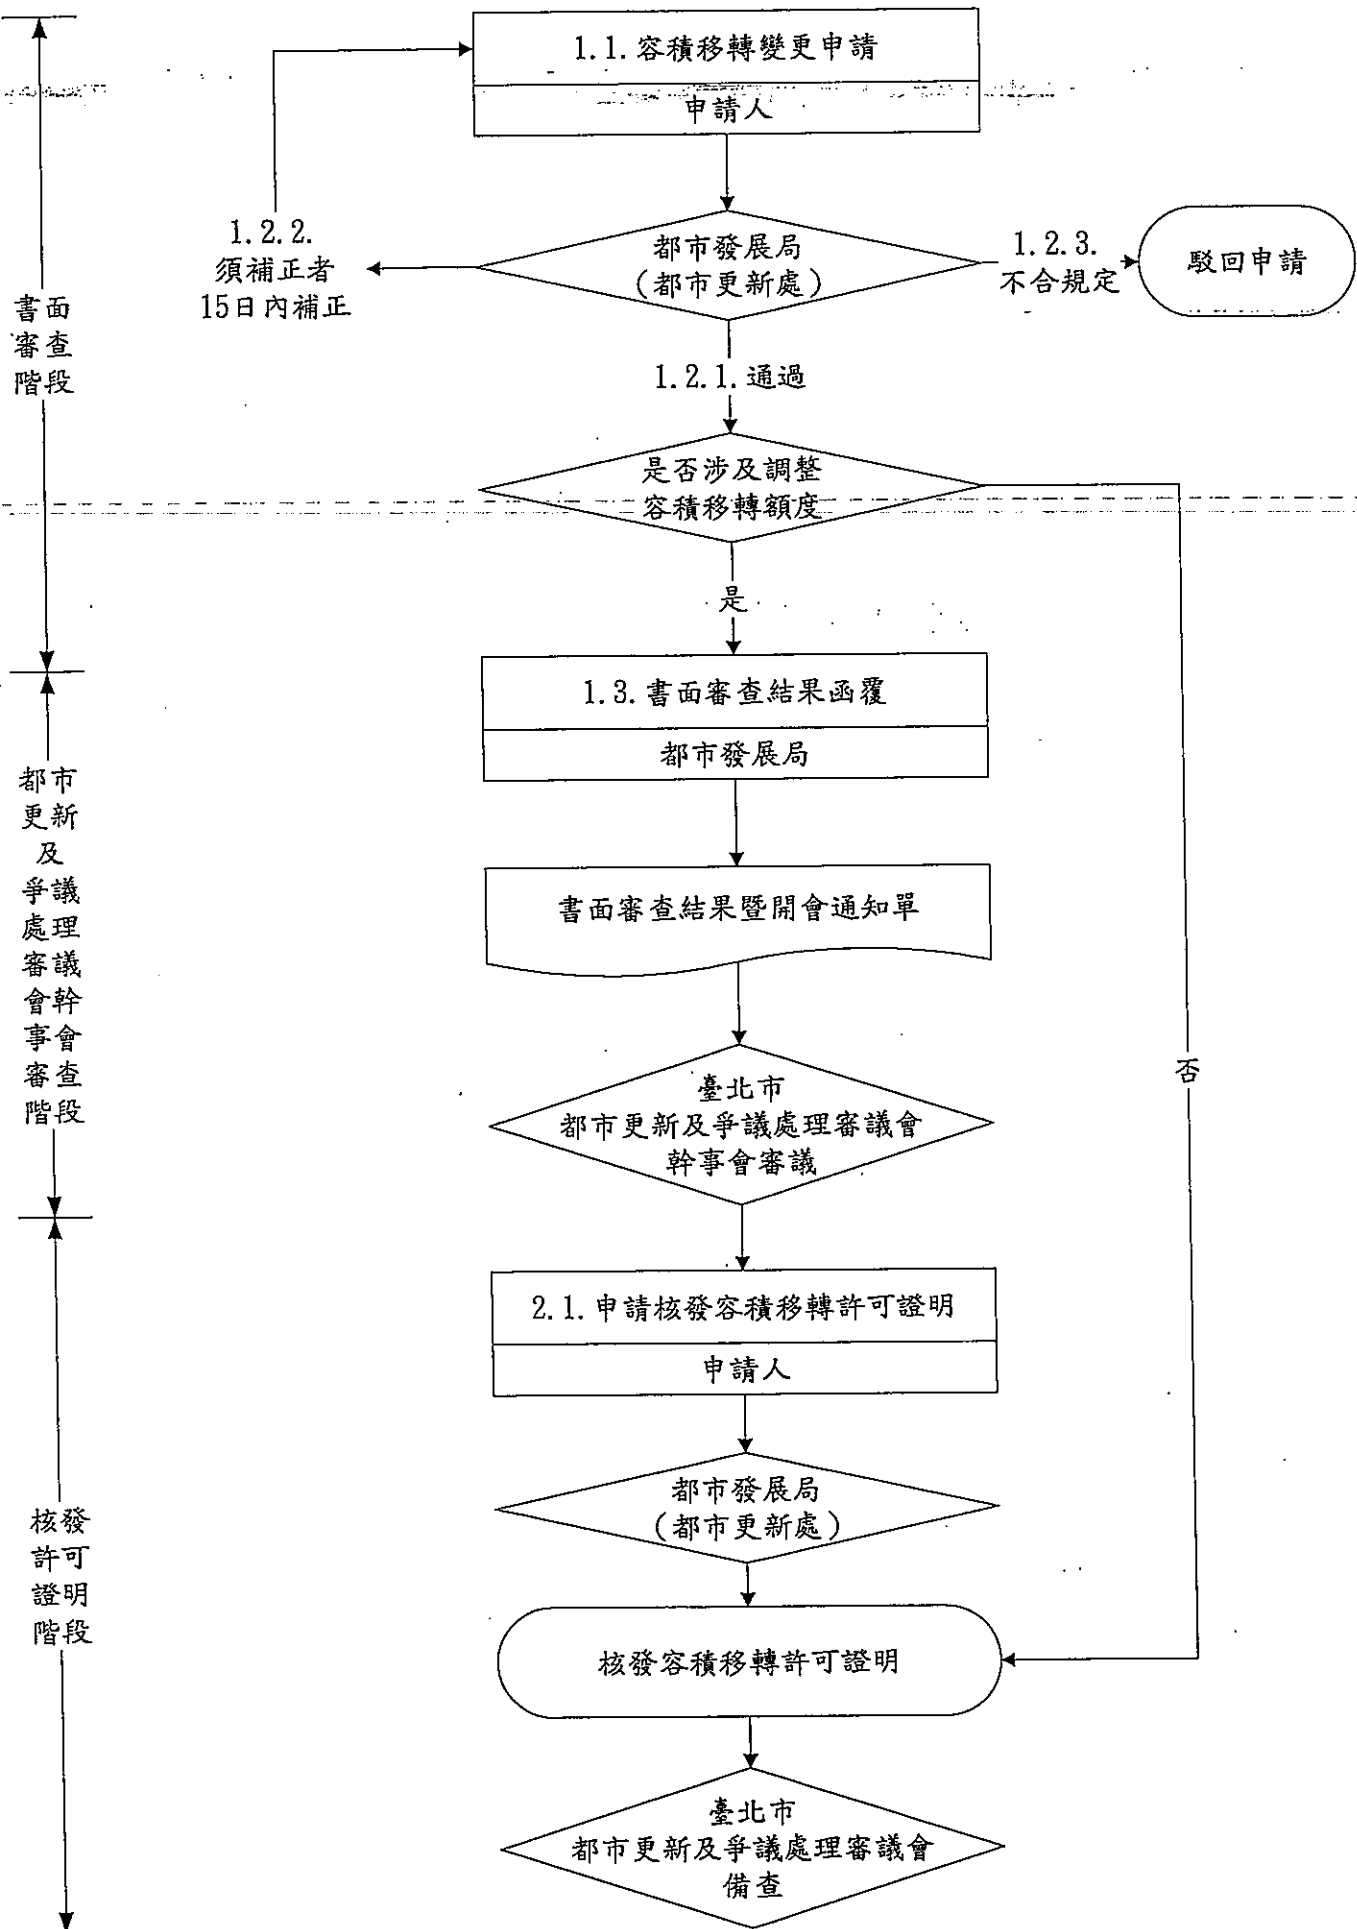 1.1.容積移轉變更申請
申請人
都市發展局
(都市更新處)
1.2.2.
須補正者
15日內補正
1.2.3.
不合規定
駁回申請
1.2.1.通過
是否涉及調整
容積移轉額度
是
否
1.3.書面審查結果函覆
都市發展局
書面審查結果暨開會通知單
臺北市
都市更新及爭議處理審議會
幹事會審議
2.1.申請核發容積移轉許可證明
申請人
都市發展局
(都市更新處)
核發容積移轉許可證明
臺北市
都市更新及爭議處理審議會
備查
書面
審查
階段
都市
更新
及
爭議
處理
審議
會幹
事會
審查
階段
核發
許可
證明
階段